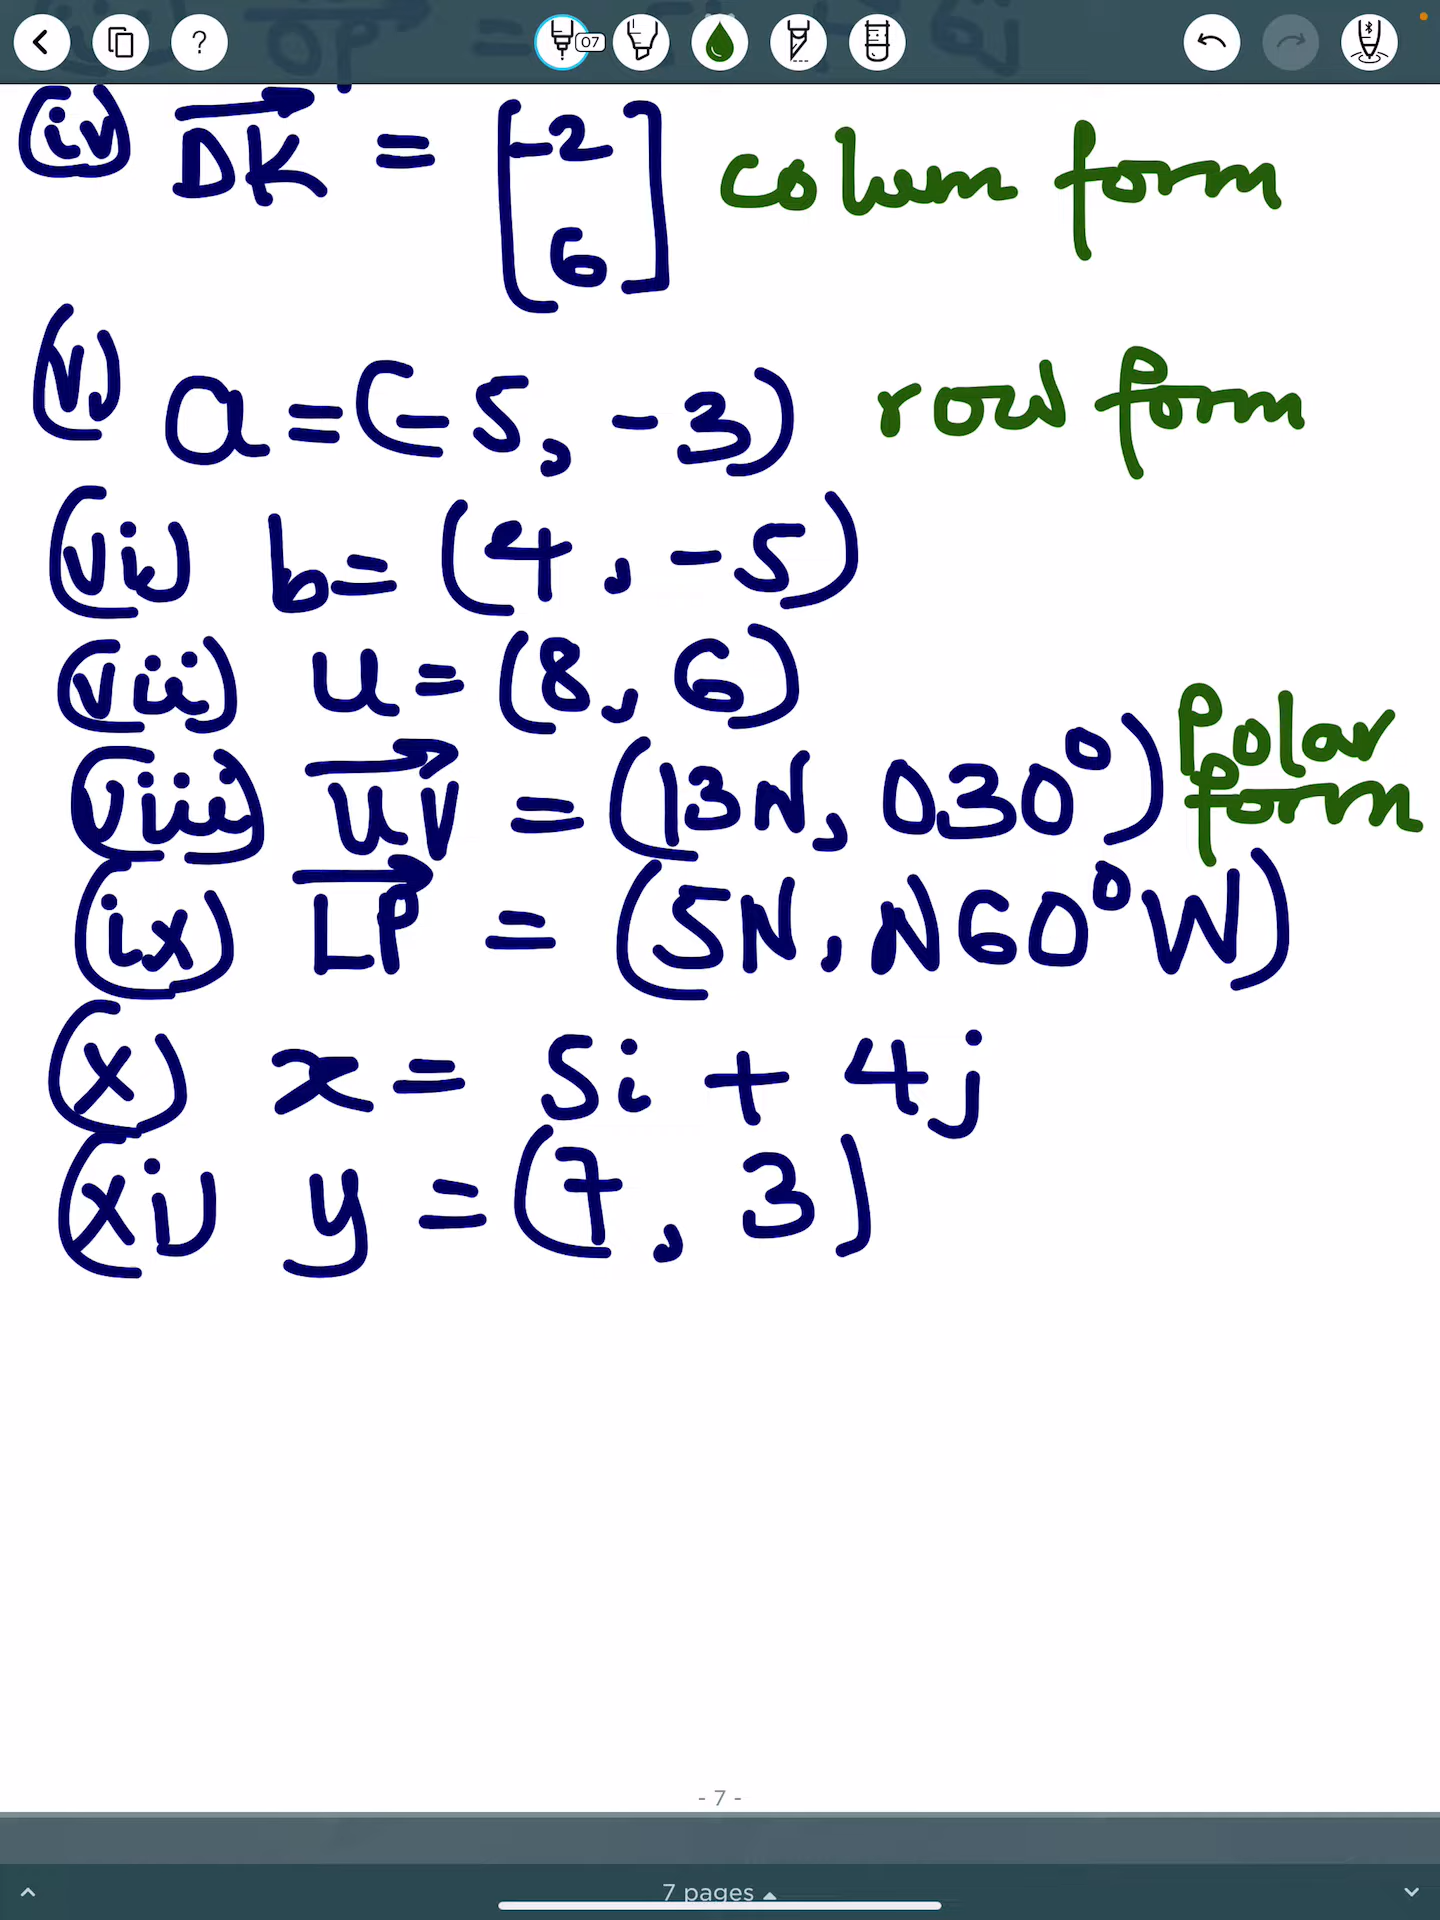 ? 07
(iv) DK = [-2 6] colum form
(v) a = (-5, -3) row form
(vi) b = (4, -5)
(vii) u = (8, 6)
(viii) UV = (13N, 030°) Polar form
(ix) LP = (5N, N60°W)
(x) x = 5i + 4j
(xi) y = (7, 3)
- 7 -
7 pages